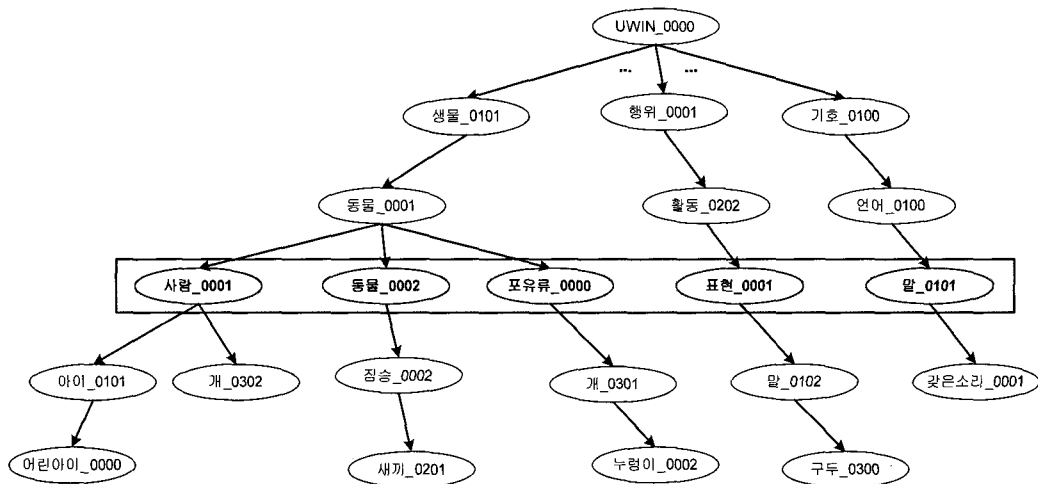 UWIN_0000
... ...
생물_0101 행위_0001 기호_0100
동물_0001 활동_0202 언어_0100
사람_0001 동물_0002 포유류_0000 표현_0001 말_0101
아이_0101 개_0302 짐승_0002 개_0301 말_0102 갖은소리_0001
어린아이_0000 새끼_0201 누렁이_0002 구두_0300